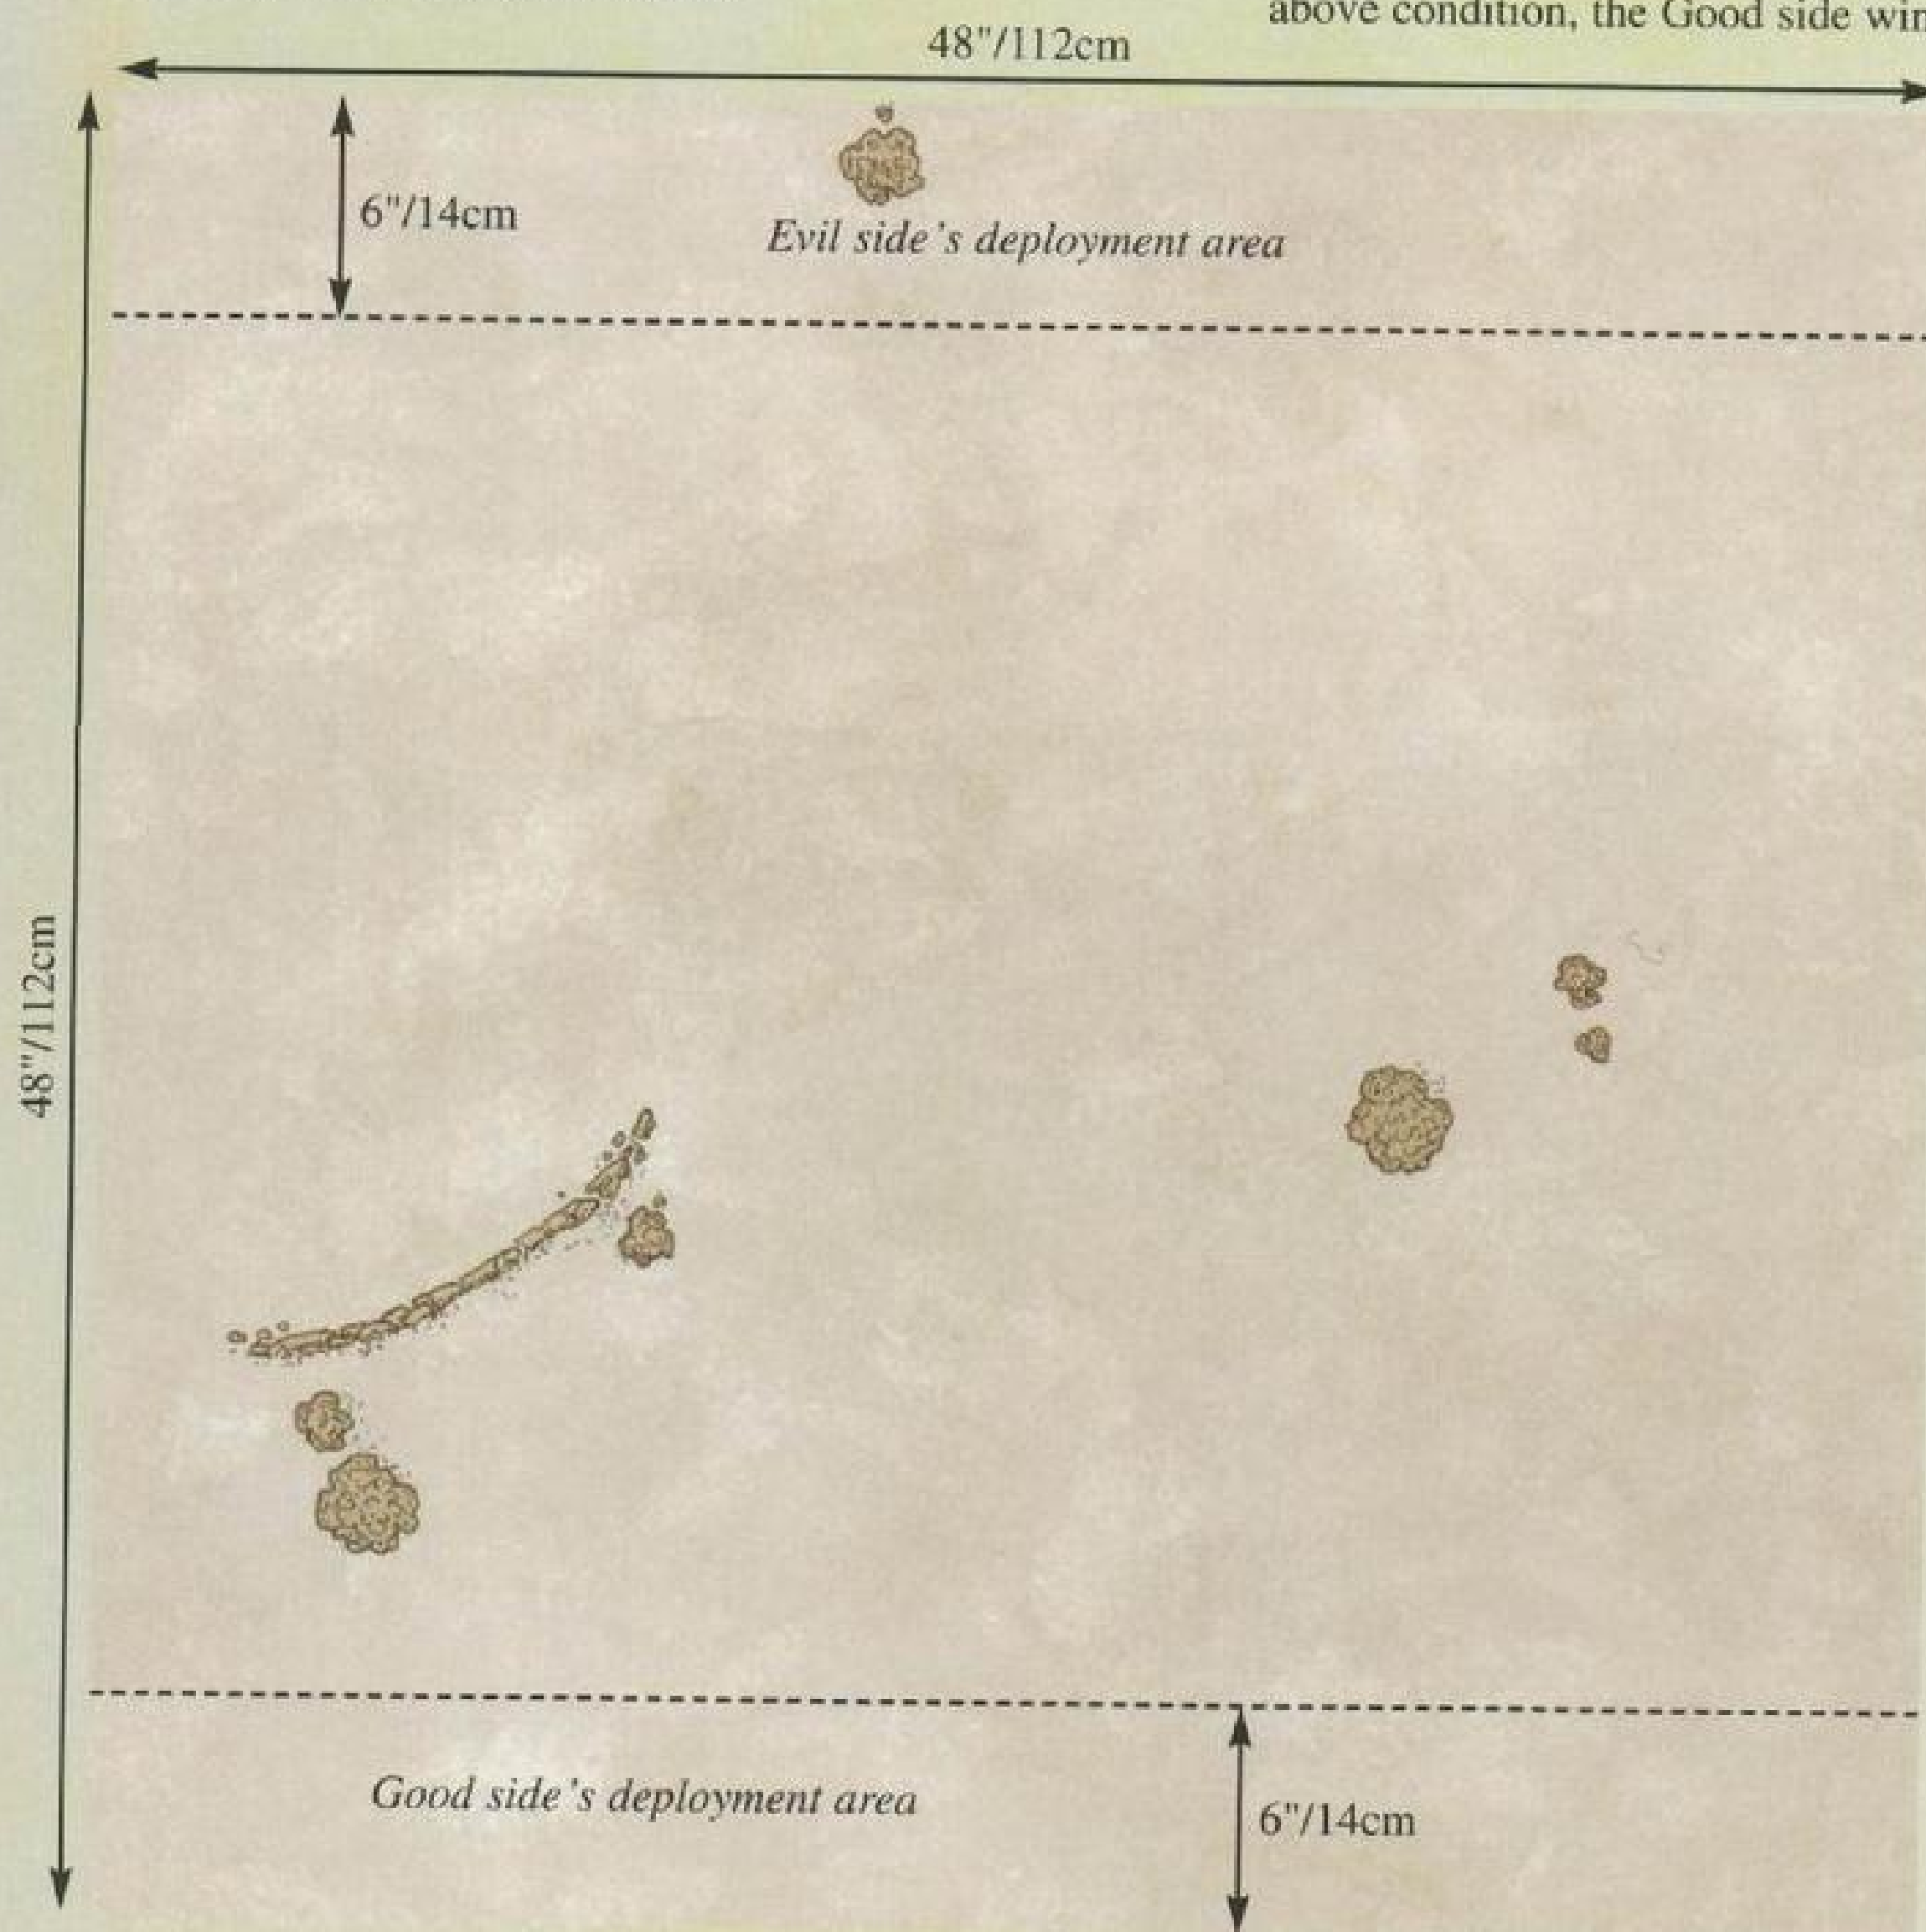 above condition, the Good side win
48"/112cm
6"/14cm
Evil side's deployment area
48"/112cm
Good side's deployment area
6"/14cm